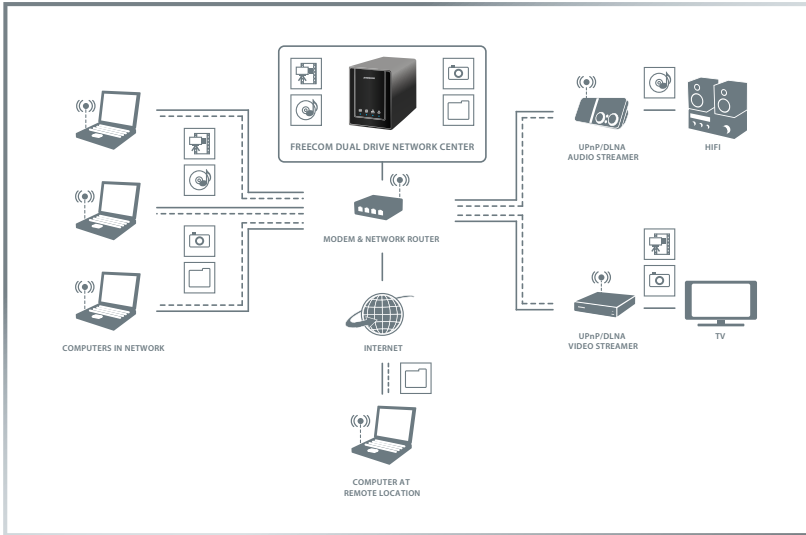 FREECOM DUAL DRIVE NETWORK CENTER
UPnP/DLNA
AUDIO STREAMER
HIFI
MODEM & NETWORK ROUTER
COMPUTERS IN NETWORK
INTERNET
UPnP/DLNA
VIDEO STREAMER
TV
COMPUTER AT
REMOTE LOCATION